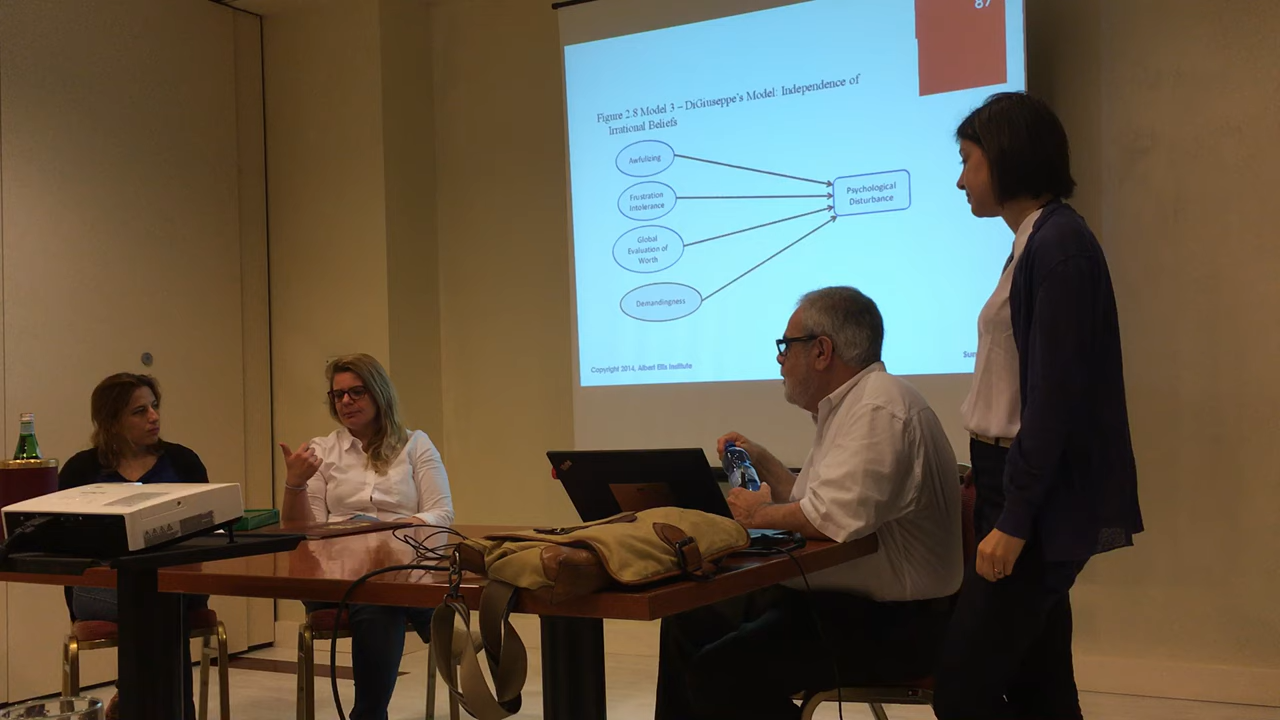 87
Figure 2.8 Model 3 – DiGiuseppe's Model: Independence of
Irrational Beliefs
Awfulizing
Frustration
Intolerance
Global
Evaluation of
Worth
Demandingness
Psychological
Disturbance
Copyright 2014, Albert Ellis Institute